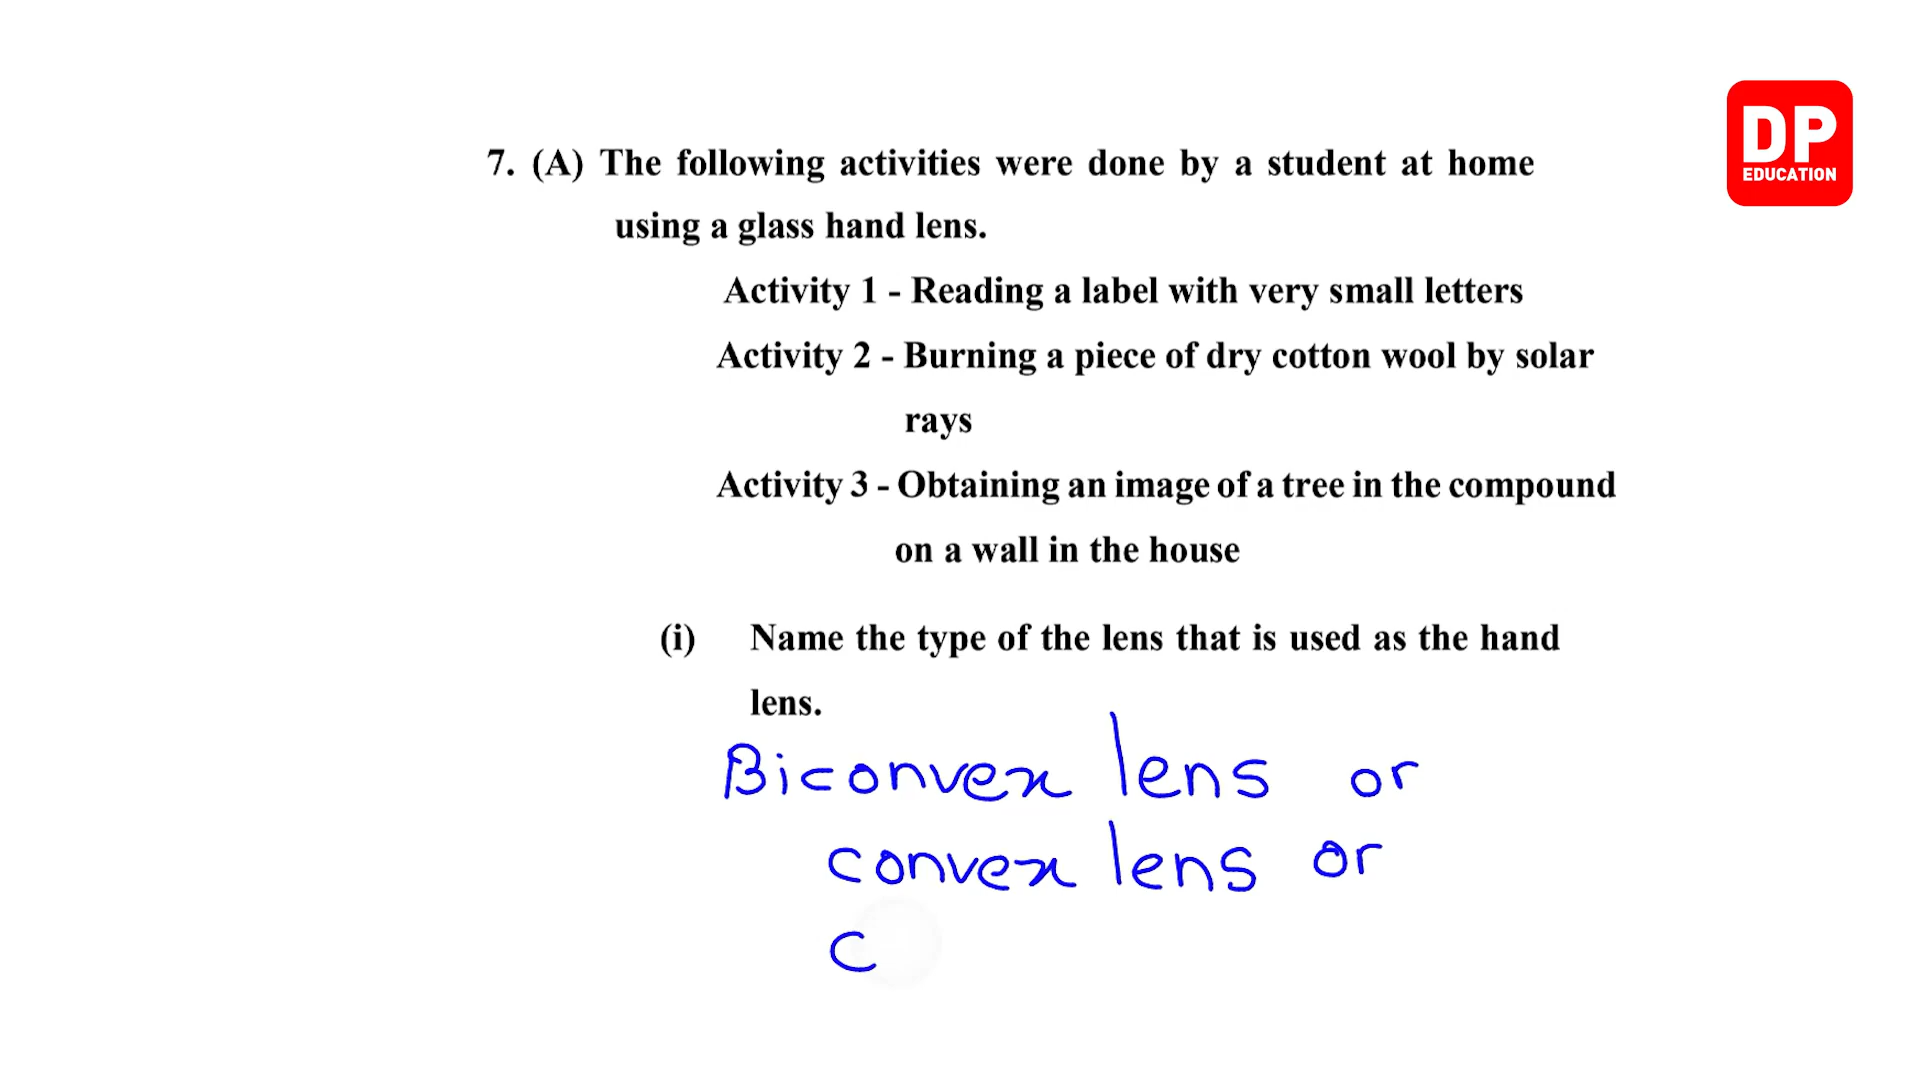 DP
EDUCATION
7. (A) The following activities were done by a student at home
using a glass hand lens.
Activity 1 - Reading a label with very small letters
Activity 2 - Burning a piece of dry cotton wool by solar
rays
Activity 3 - Obtaining an image of a tree in the compound
on a wall in the house
(i) Name the type of the lens that is used as the hand
lens.
Biconvex lens or
convex lens or
C